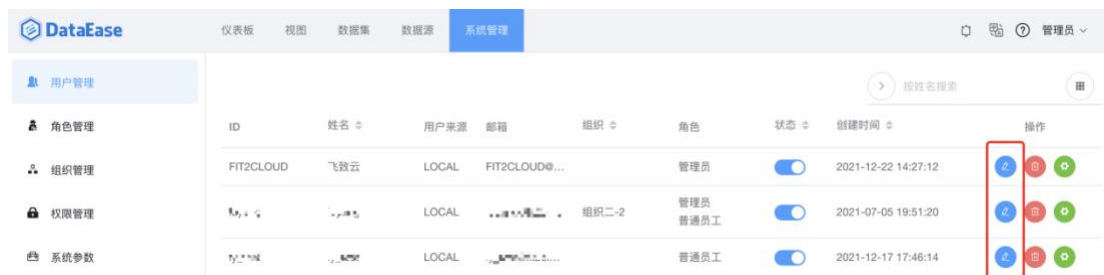 DataEase 仪表板 视图 数据集 数据源 系统管理 管理员
用户管理
按姓名搜索
角色管理
ID 姓名 用户来源 邮箱 组织 角色 状态 创建时间 操作
组织管理
FIT2CLOUD 飞致云 LOCAL FIT2CLOUD@... 管理员 2021-12-22 14:27:12
权限管理
LOCAL 组织二-2 管理员 2021-07-05 19:51:20
普通员工
系统参数
LOCAL 普通员工 2021-12-17 17:46:14